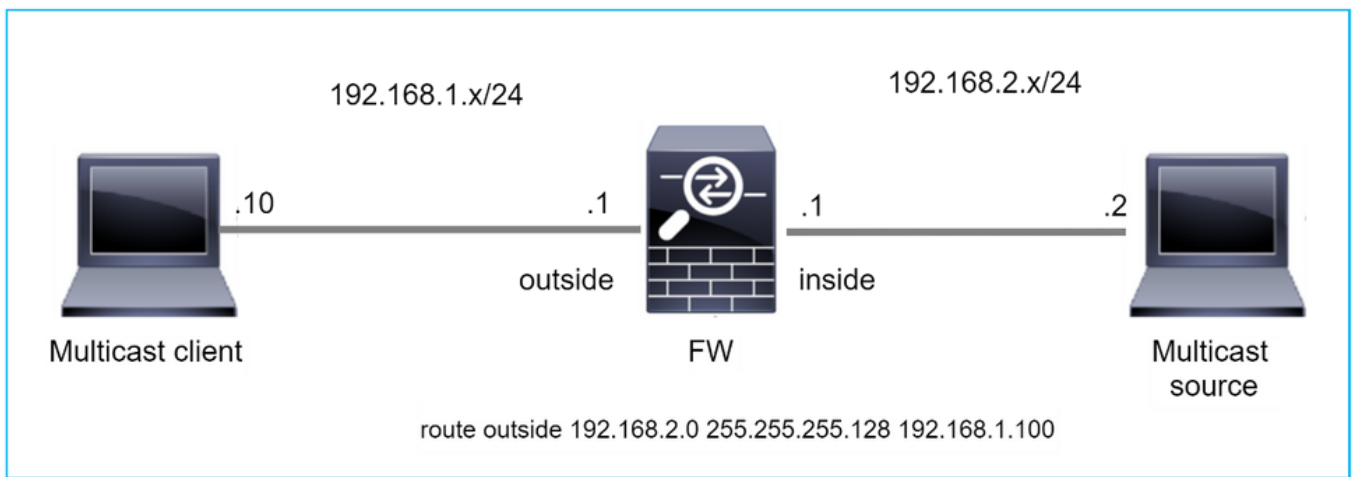 192.168.1.x/24
192.168.2.x/24
.10
.1
.1
.2
outside
inside
Multicast client
FW
Multicast
source
route outside 192.168.2.0 255.255.255.128 192.168.1.100